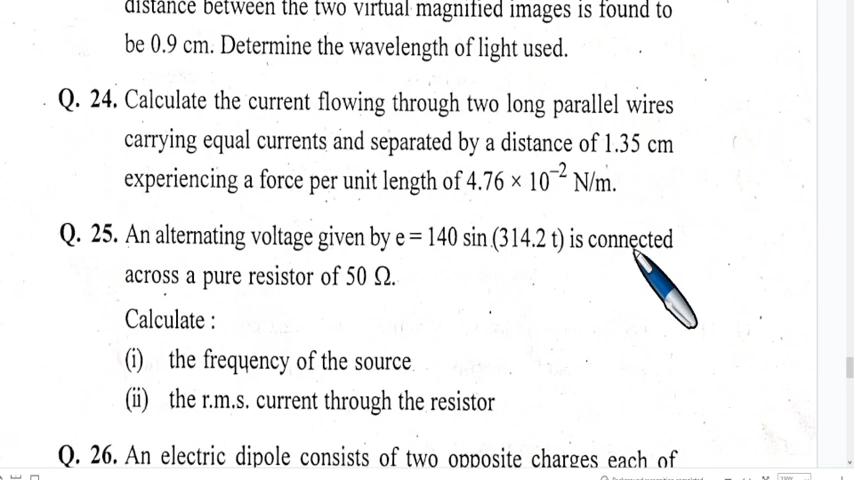 distance between the two virtual magnified images is found to
be 0.9 cm. Determine the wavelength of light used.
Q. 24. Calculate the current flowing through two long parallel wires
carrying equal currents and separated by a distance of 1.35 cm
experiencing a force per unit length of 4.76 × 10⁻² N/m.
Q. 25. An alternating voltage given by e = 140 sin (314.2 t) is connected
across a pure resistor of 50 Ω.
Calculate :
(i) the frequency of the source
(ii) the r.m.s. current through the resistor
Q. 26. An electric dipole consists of two opposite charges each of